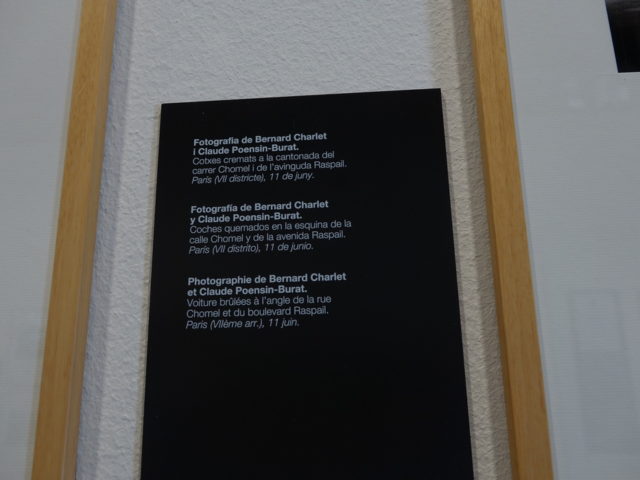 Fotografia de Bernard Charlet
i Claude Poensin-Burat.
Cotxes cremats a la cantonada del
carrer Chomel i de l'avinguda Raspail.
París (VII districte), 11 de juny.
Fotografía de Bernard Charlet
y Claude Poensin-Burat.
Coches quemados en la esquina de la
calle Chomel y de la avenida Raspail.
París (VII distrito), 11 de junio.
Photographie de Bernard Charlet
et Claude Poensin-Burat.
Voiture brûlées à l'angle de la rue
Chomel et du boulevard Raspail.
Paris (VIIème arr.), 11 juin.